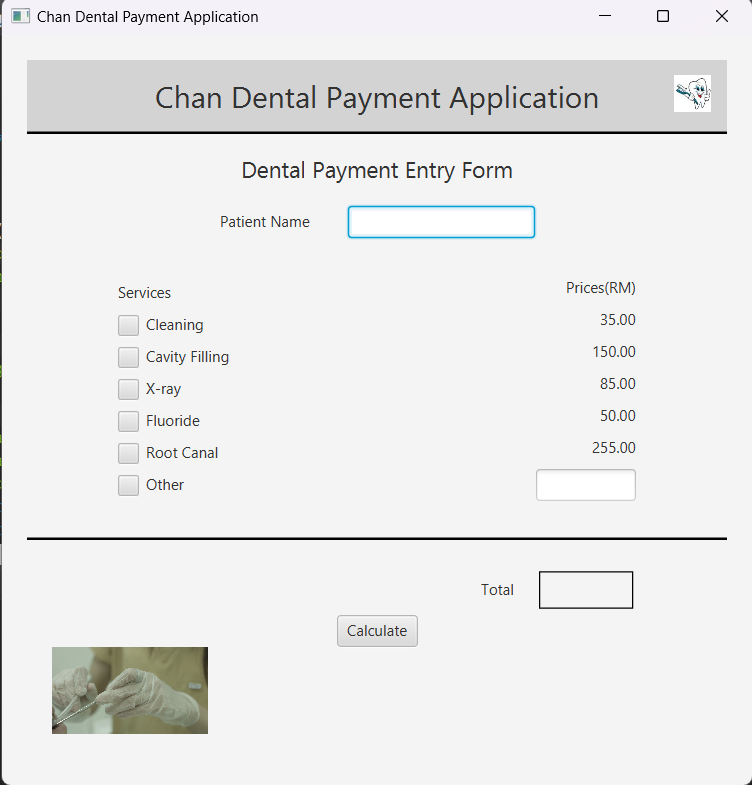 Chan Dental Payment Application
Chan Dental Payment Application
Dental Payment Entry Form
Patient Name
Services Prices(RM)
Cleaning 35.00
Cavity Filling 150.00
X-ray 85.00
Fluoride 50.00
Root Canal 255.00
Other
Total
Calculate